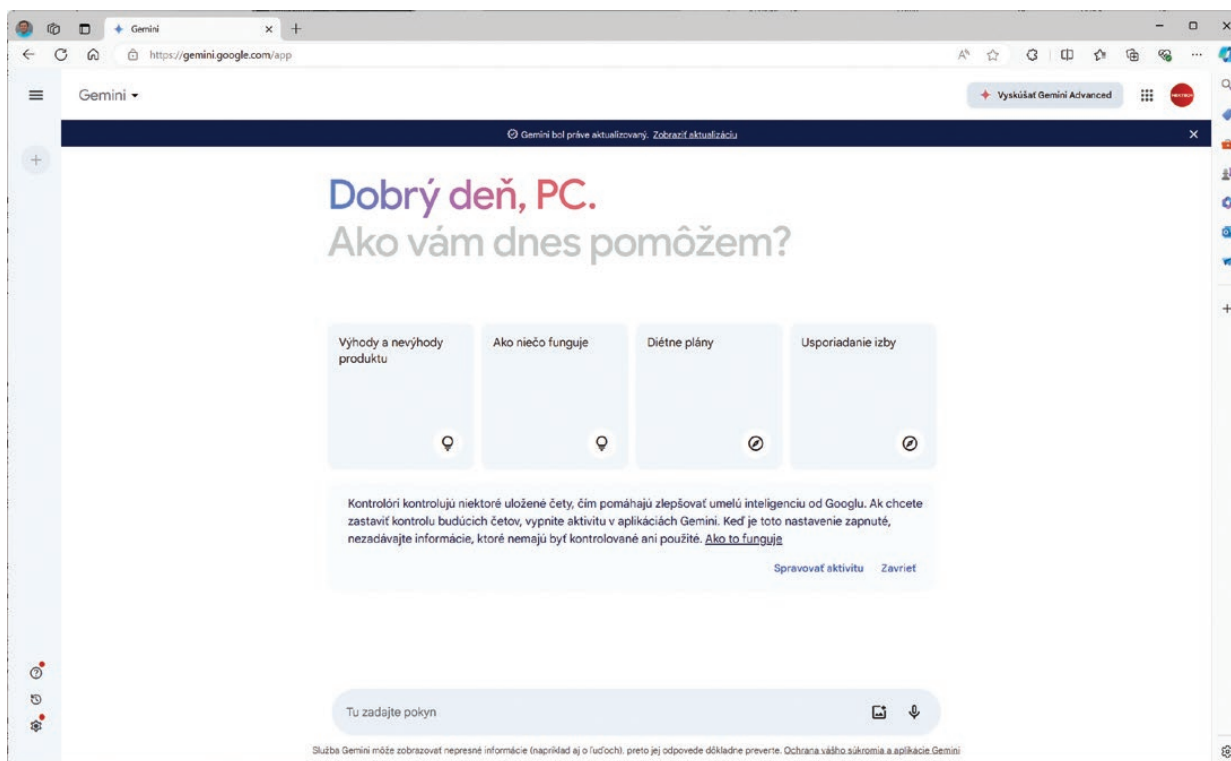 Gemini
https://gemini.google.com/app
Gemini
Vyskúšať Gemini Advanced
Gemini bol práve aktualizovaný. Zobraziť aktualizáciu
Dobrý deň, PC.
Ako vám dnes pomôžem?
Výhody a nevýhody
produktu
Ako niečo funguje
Diétne plány
Usporiadanie izby
Kontrolóri kontrolujú niektoré uložené čety, čím pomáhajú zlepšovať umelú inteligenciu od Googlu. Ak chcete
zastaviť kontrolu budúcich četov, vypnite aktivitu v aplikáciách Gemini. Keď je toto nastavenie zapnuté,
nezadávajte informácie, ktoré nemajú byť kontrolované ani použité. Ako to funguje
Spravovať aktivitu Zavrieť
Tu zadajte pokyn
Služba Gemini môže zobrazovať nepresné informácie (napríklad aj o ľuďoch), preto jej odpovede dôkladne preverte. Ochrana vášho súkromia a aplikácie Gemini